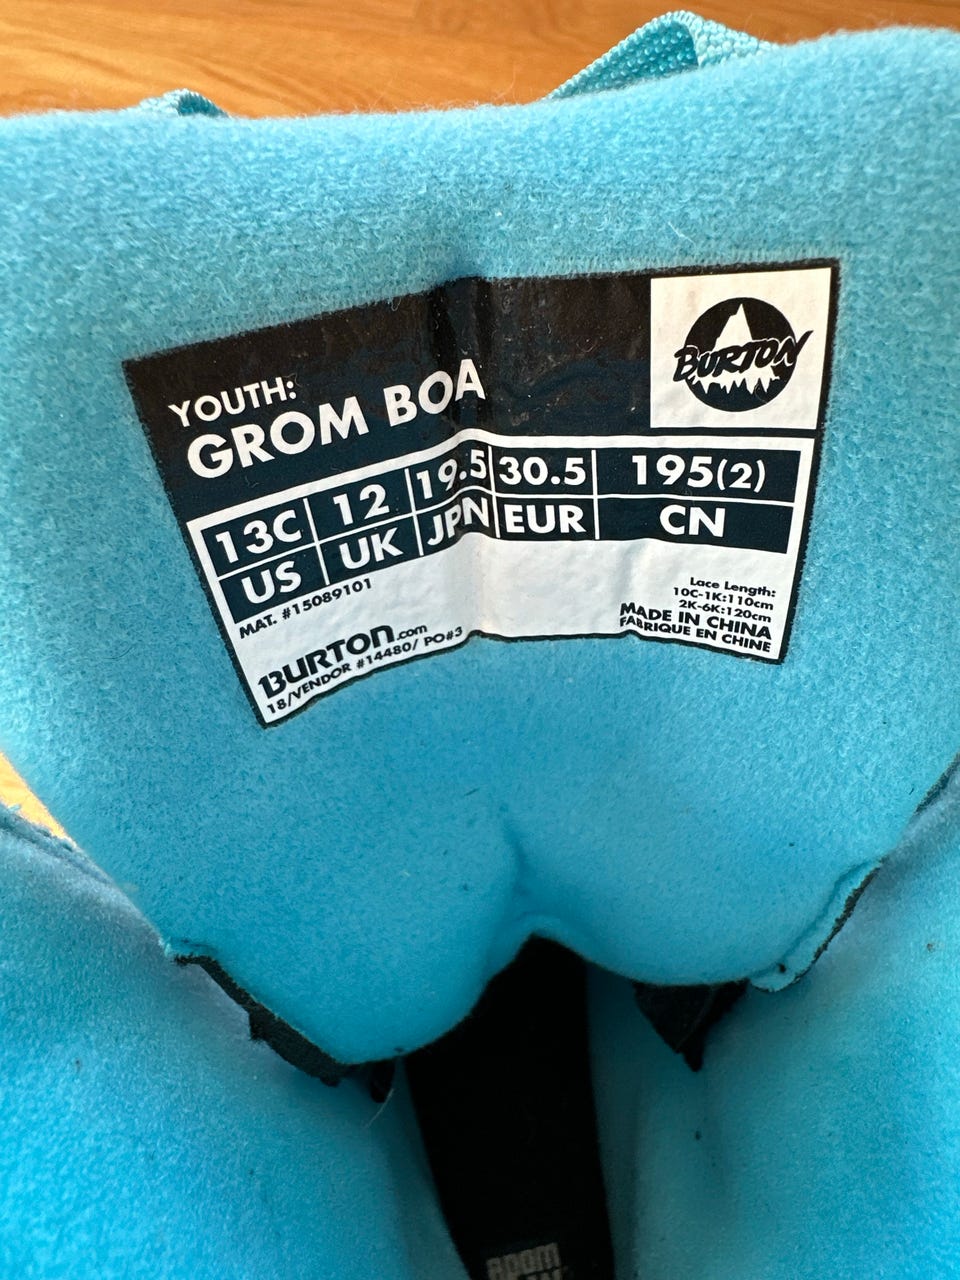 YOUTH:
GROM BOA
BURTON
13C 12 19.5 30.5 195(2)
US UK JPN EUR CN
MAT. #15089101
BURTON.com
18/VENDOR #14480/ PO#3
Lace Length:
10C-1K:110cm
2K-6K:120cm
MADE IN CHINA
FABRIQUE EN CHINE
ROOM